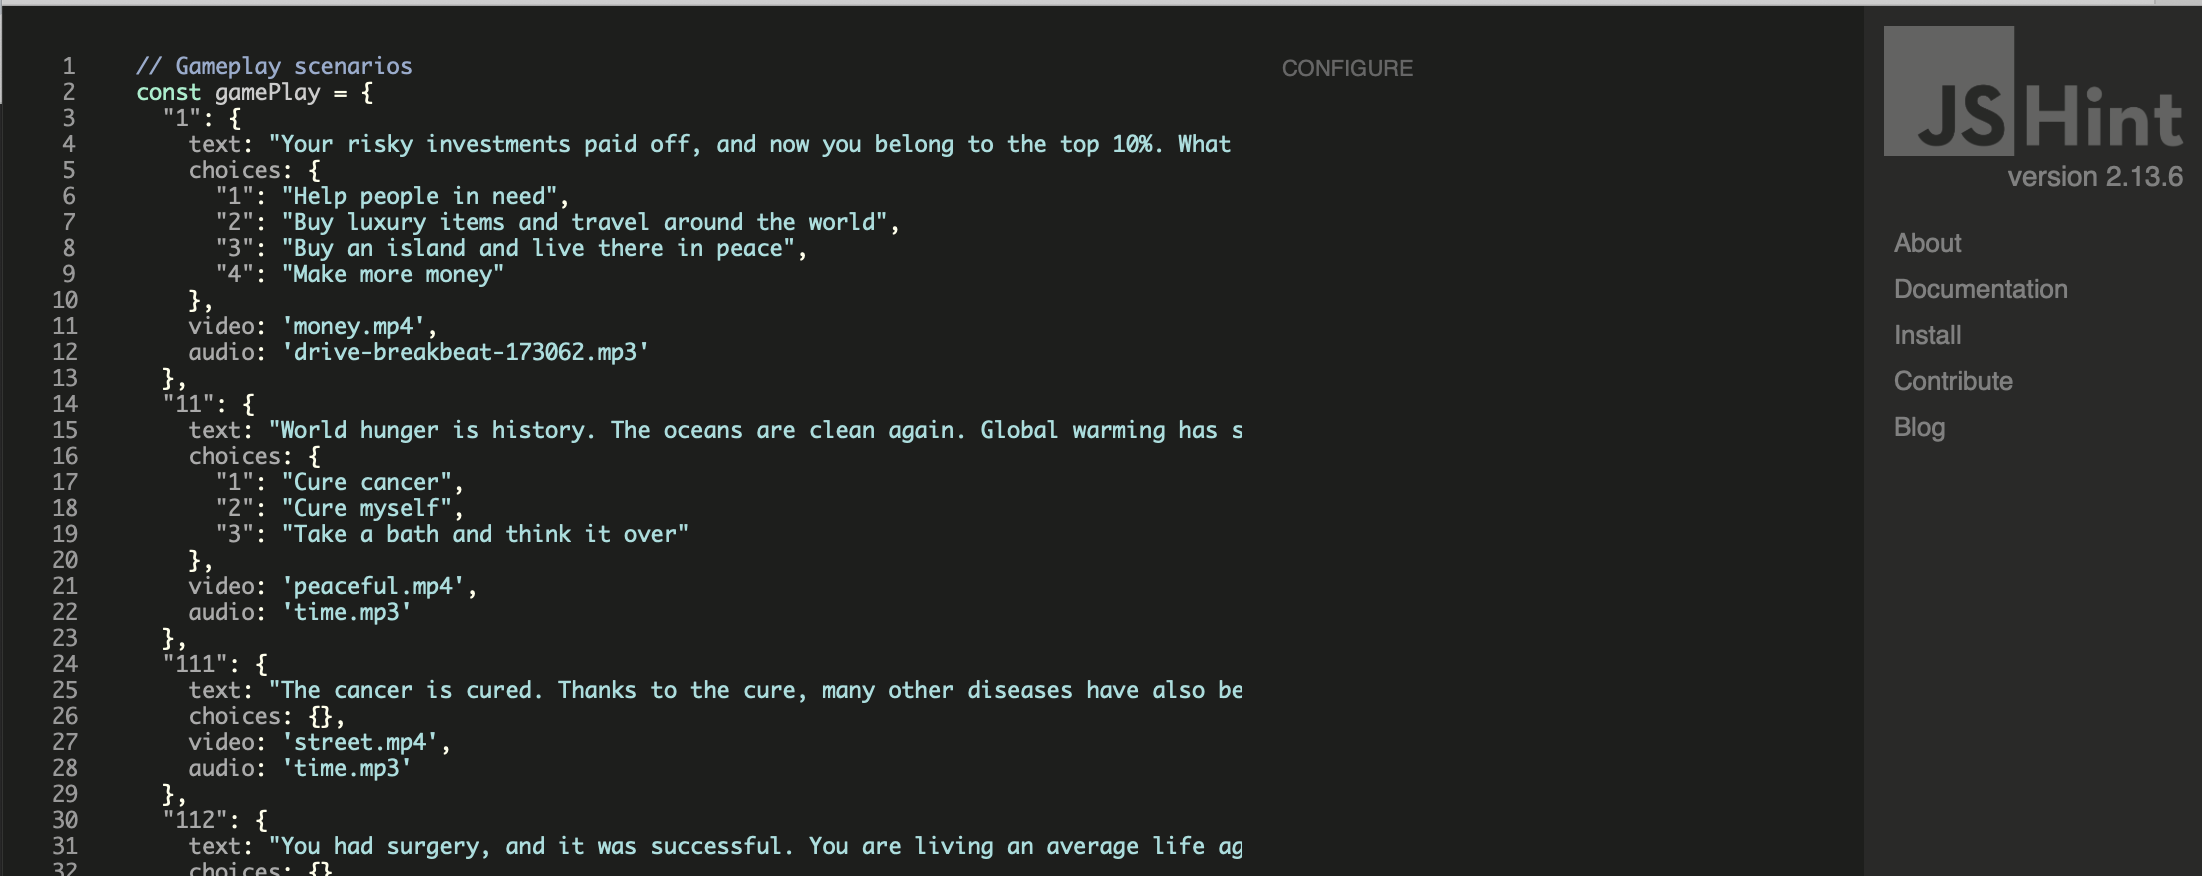 1 // Gameplay scenarios
2 const gamePlay = {
3 "1": {
4 text: "Your risky investments paid off, and now you belong to the top 10%. What
5 choices: {
6 "1": "Help people in need",
7 "2": "Buy luxury items and travel around the world",
8 "3": "Buy an island and live there in peace",
9 "4": "Make more money"
10 },
11 video: 'money.mp4',
12 audio: 'drive-breakbeat-173062.mp3'
13 },
14 "11": {
15 text: "World hunger is history. The oceans are clean again. Global warming has s
16 choices: {
17 "1": "Cure cancer",
18 "2": "Cure myself",
19 "3": "Take a bath and think it over"
20 },
21 video: 'peaceful.mp4',
22 audio: 'time.mp3'
23 },
24 "111": {
25 text: "The cancer is cured. Thanks to the cure, many other diseases have also be
26 choices: {},
27 video: 'street.mp4',
28 audio: 'time.mp3'
29 },
30 "112": {
31 text: "You had surgery, and it was successful. You are living an average life ag
32 choices: {}
CONFIGURE
JSHint
version 2.13.6
About
Documentation
Install
Contribute
Blog